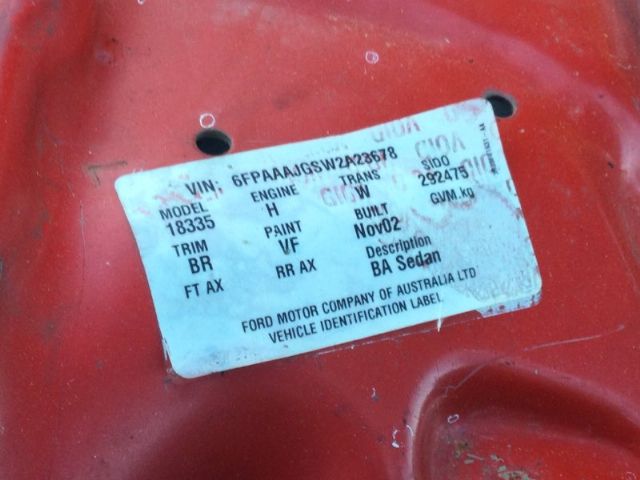 VIN: 6FPAAAJGSW2A23678
MODEL ENGINE TRANS SIDO
18335 H W 292475
TRIM PAINT BUILT GVM.kg
BR VF Nov02
FT AX RR AX Description
BA Sedan
FORD MOTOR COMPANY OF AUSTRALIA LTD
VEHICLE IDENTIFICATION LABEL
VOID